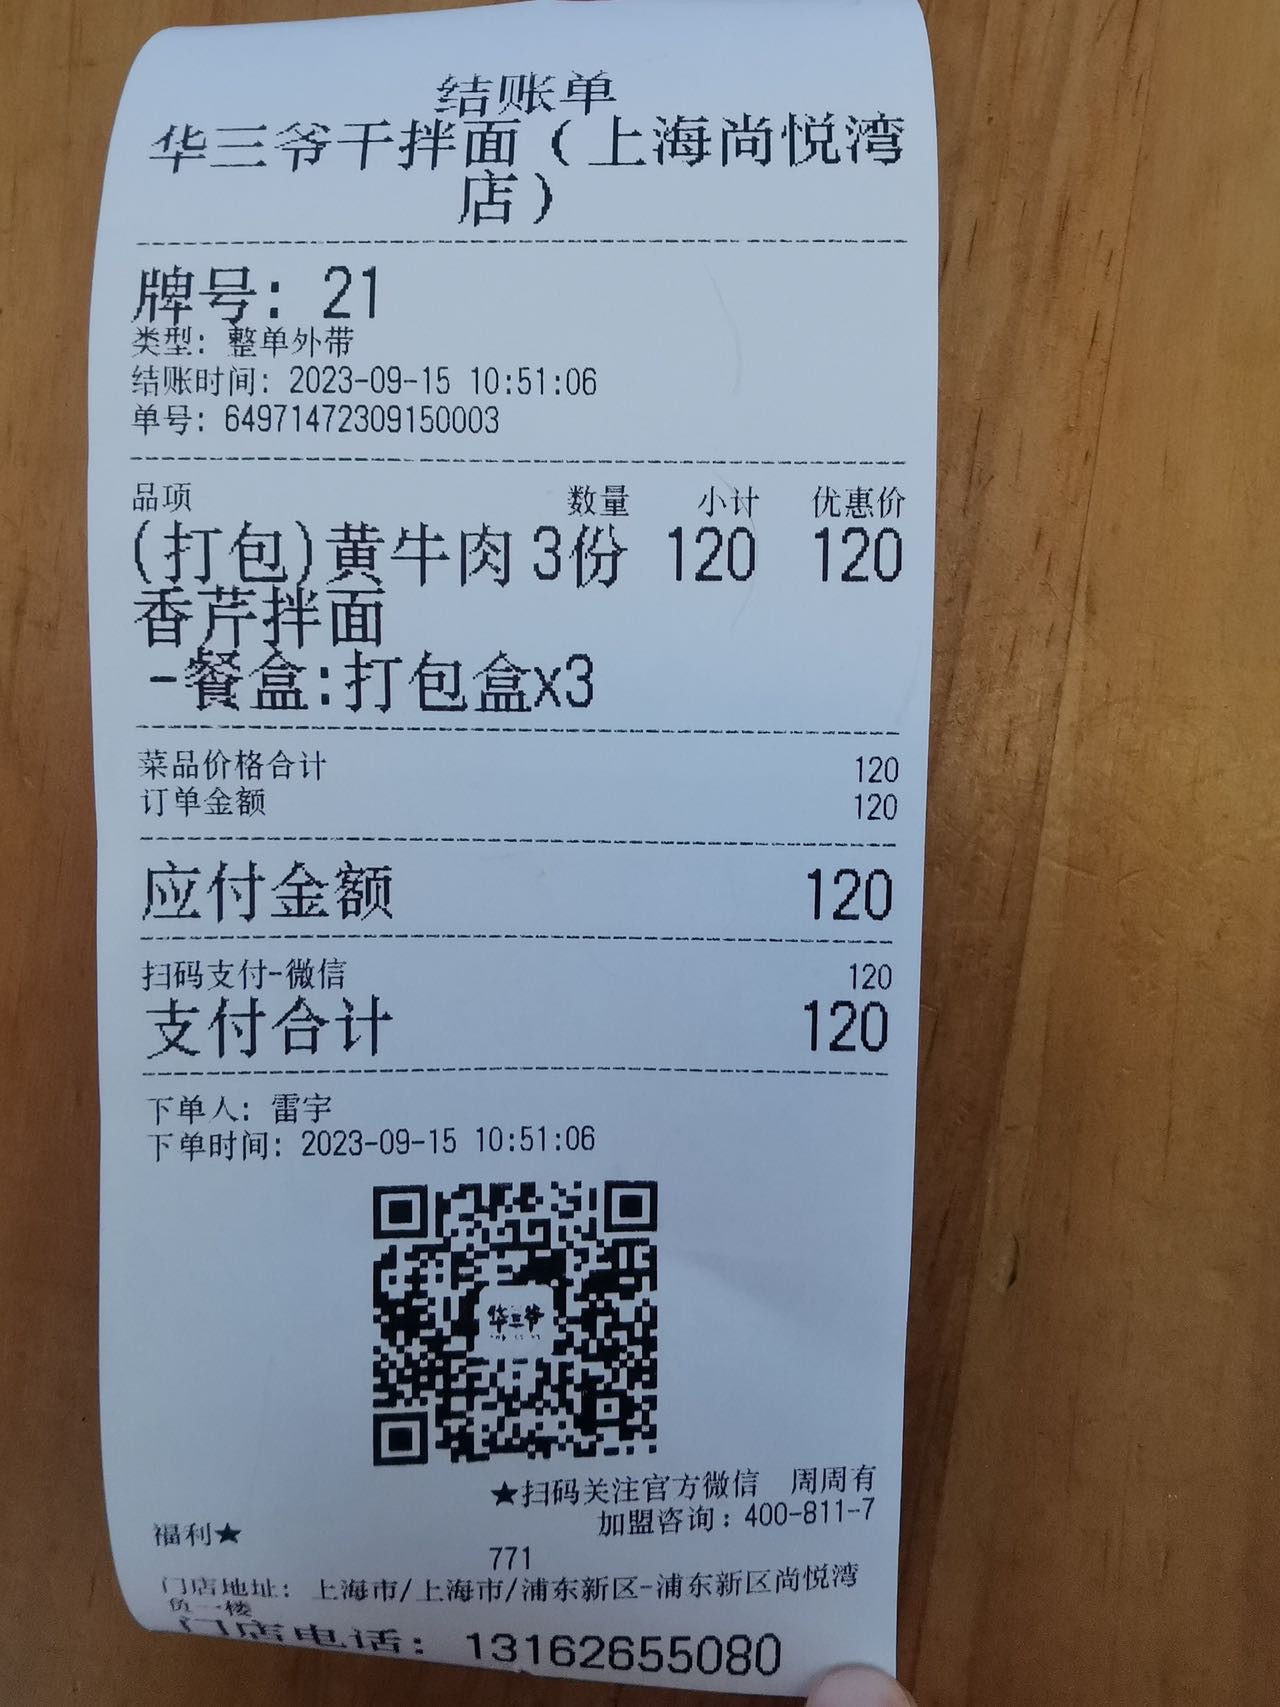 结账单
华三爷干拌面（上海尚悦湾
店）
牌号: 21
类型: 整单外带
结账时间: 2023-09-15 10:51:06
单号: 64971472309150003
品项 数量 小计 优惠价
(打包)黄牛肉 3份 120 120
香芹拌面
-餐盒:打包盒x3
菜品价格合计 120
订单金额 120
应付金额 120
扫码支付-微信 120
支付合计 120
下单人: 雷宇
下单时间: 2023-09-15 10:51:06
华三爷
★扫码关注官方微信 周周有
福利★ 加盟咨询：400-811-7
771
门店地址: 上海市/上海市/浦东新区-浦东新区尚悦湾
负一楼
门店电话: 13162655080